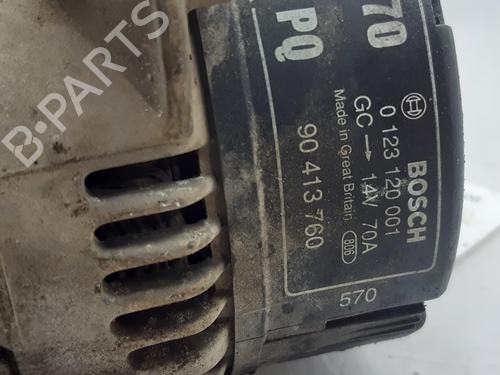 B-PARTS
PQ
70
BOSCH
0 123 120 001
GC → 14V 70A
Made in Great Britain
806
90 413 760
570